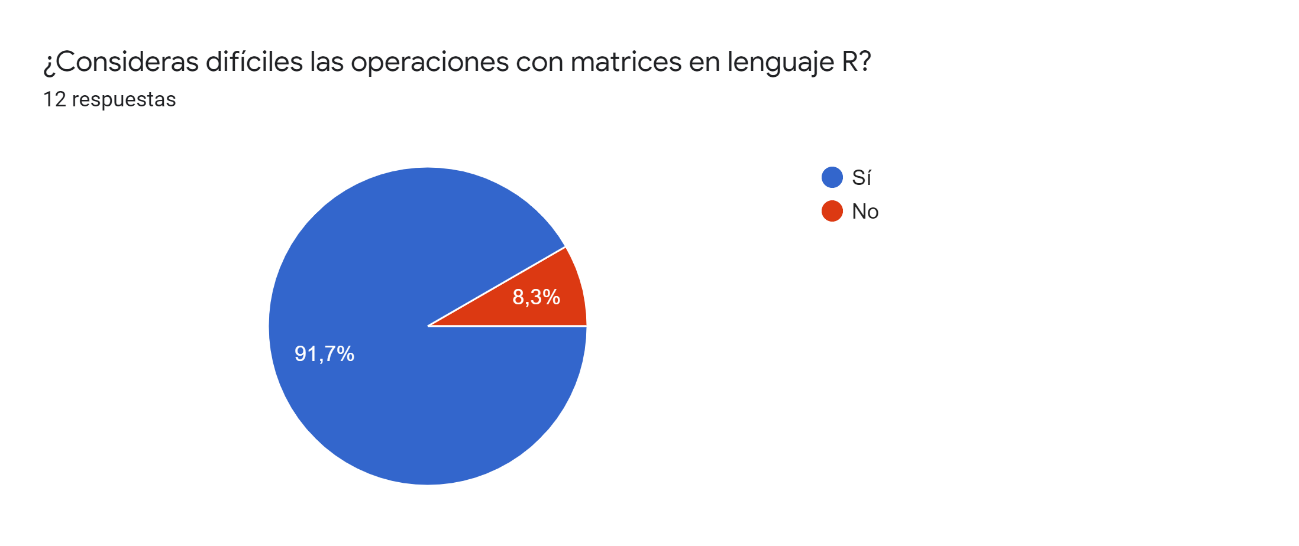 ¿Consideras difíciles las operaciones con matrices en lenguaje R?
12 respuestas
Sí
No
8,3%
91,7%